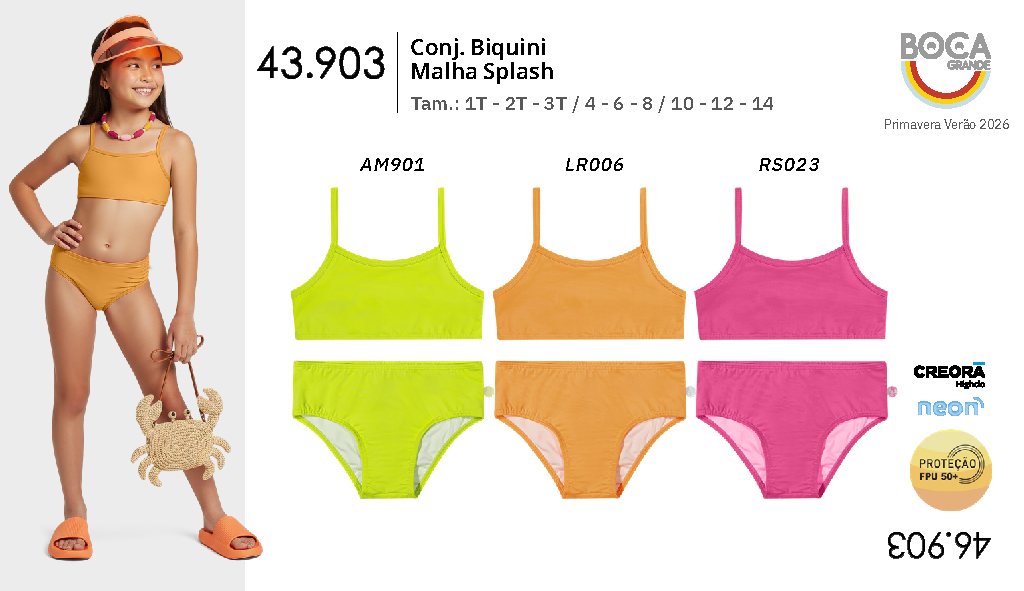 43.903
Conj. Biquini
Malha Splash
Tam.: 1T - 2T - 3T / 4 - 6 - 8 / 10 - 12 - 14
BOCA
GRANDE
Primavera Verão 2026
AM901
LR006
RS023
CREORA
Highclo
neon
PROTEÇÃO
FPU 50+
46.903